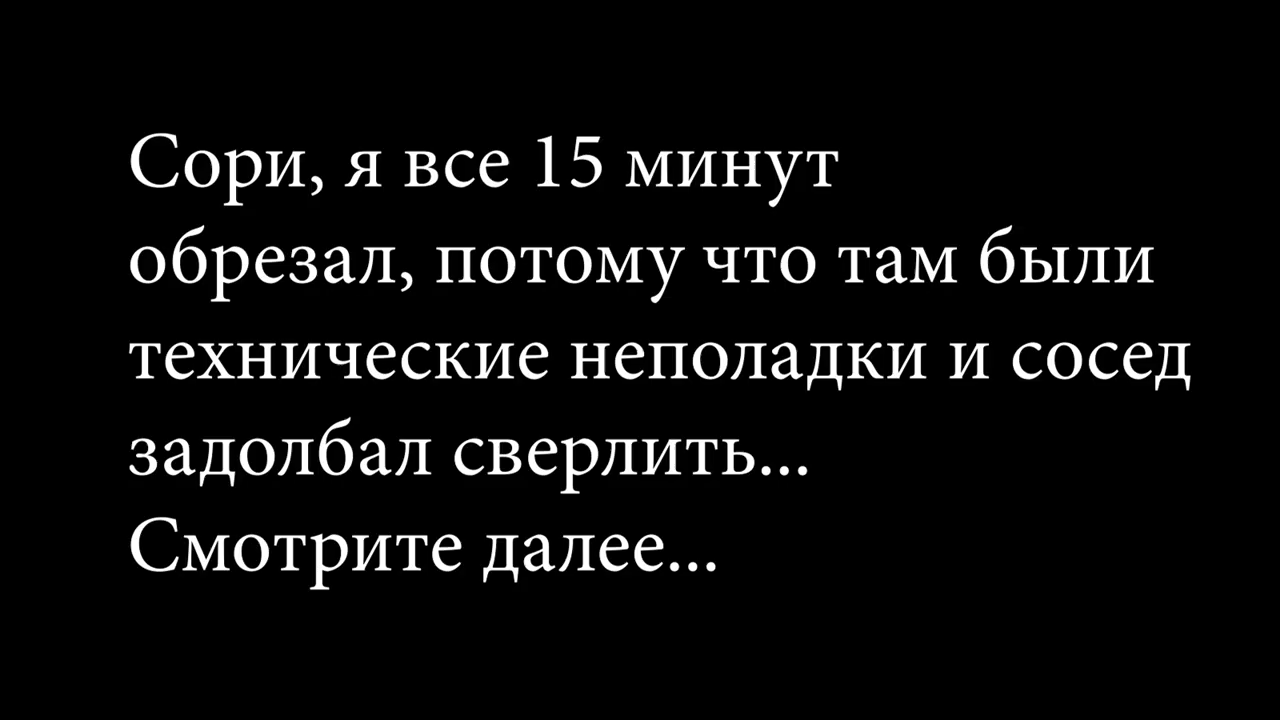 Сори, я все 15 минут
обрезал, потому что там были
технические неполадки и сосед
задолбал сверлить...
Смотрите далее...